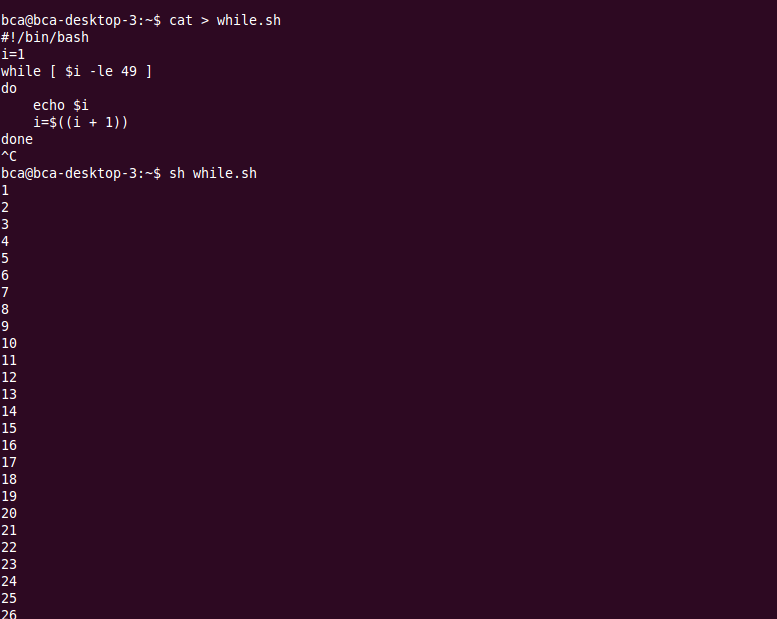 bca@bca-desktop-3:~$ cat > while.sh
#!/bin/bash
i=1
while [ $i -le 49 ]
do
    echo $i
    i=$((i + 1))
done
^C
bca@bca-desktop-3:~$ sh while.sh
1
2
3
4
5
6
7
8
9
10
11
12
13
14
15
16
17
18
19
20
21
22
23
24
25
26